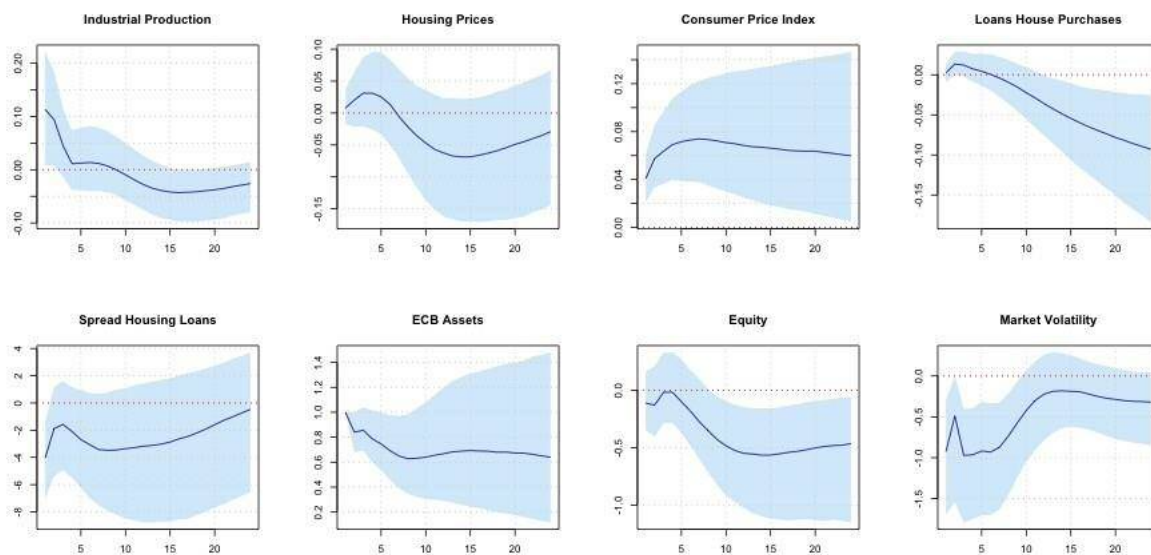 Industrial Production
Housing Prices
Consumer Price Index
Loans House Purchases
-0.10 0.00 0.10 0.20
5 10 15 20
-0.15 -0.05 0.00 0.05 0.10
5 10 15 20
0.00 0.04 0.08 0.12
5 10 15 20
-0.15 -0.10 -0.05 0.00
5 10 15 20
Spread Housing Loans
ECB Assets
Equity
Market Volatility
-8 -6 -4 -2 0 2 4
5 10 15 20
0.2 0.4 0.6 0.8 1.0 1.2 1.4
5 10 15 20
-1.0 -0.5 0.0
5 10 15 20
-1.5 -1.0 -0.5 0.0
5 10 15 20